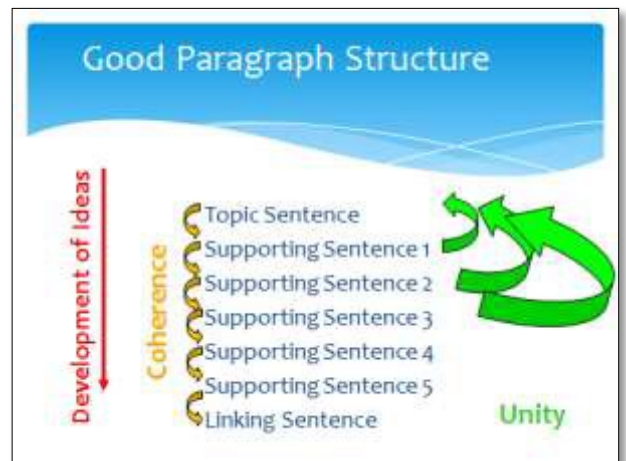 Good Paragraph Structure
Development of Ideas
Coherence
Topic Sentence
Supporting Sentence 1
Supporting Sentence 2
Supporting Sentence 3
Supporting Sentence 4
Supporting Sentence 5
Linking Sentence
Unity